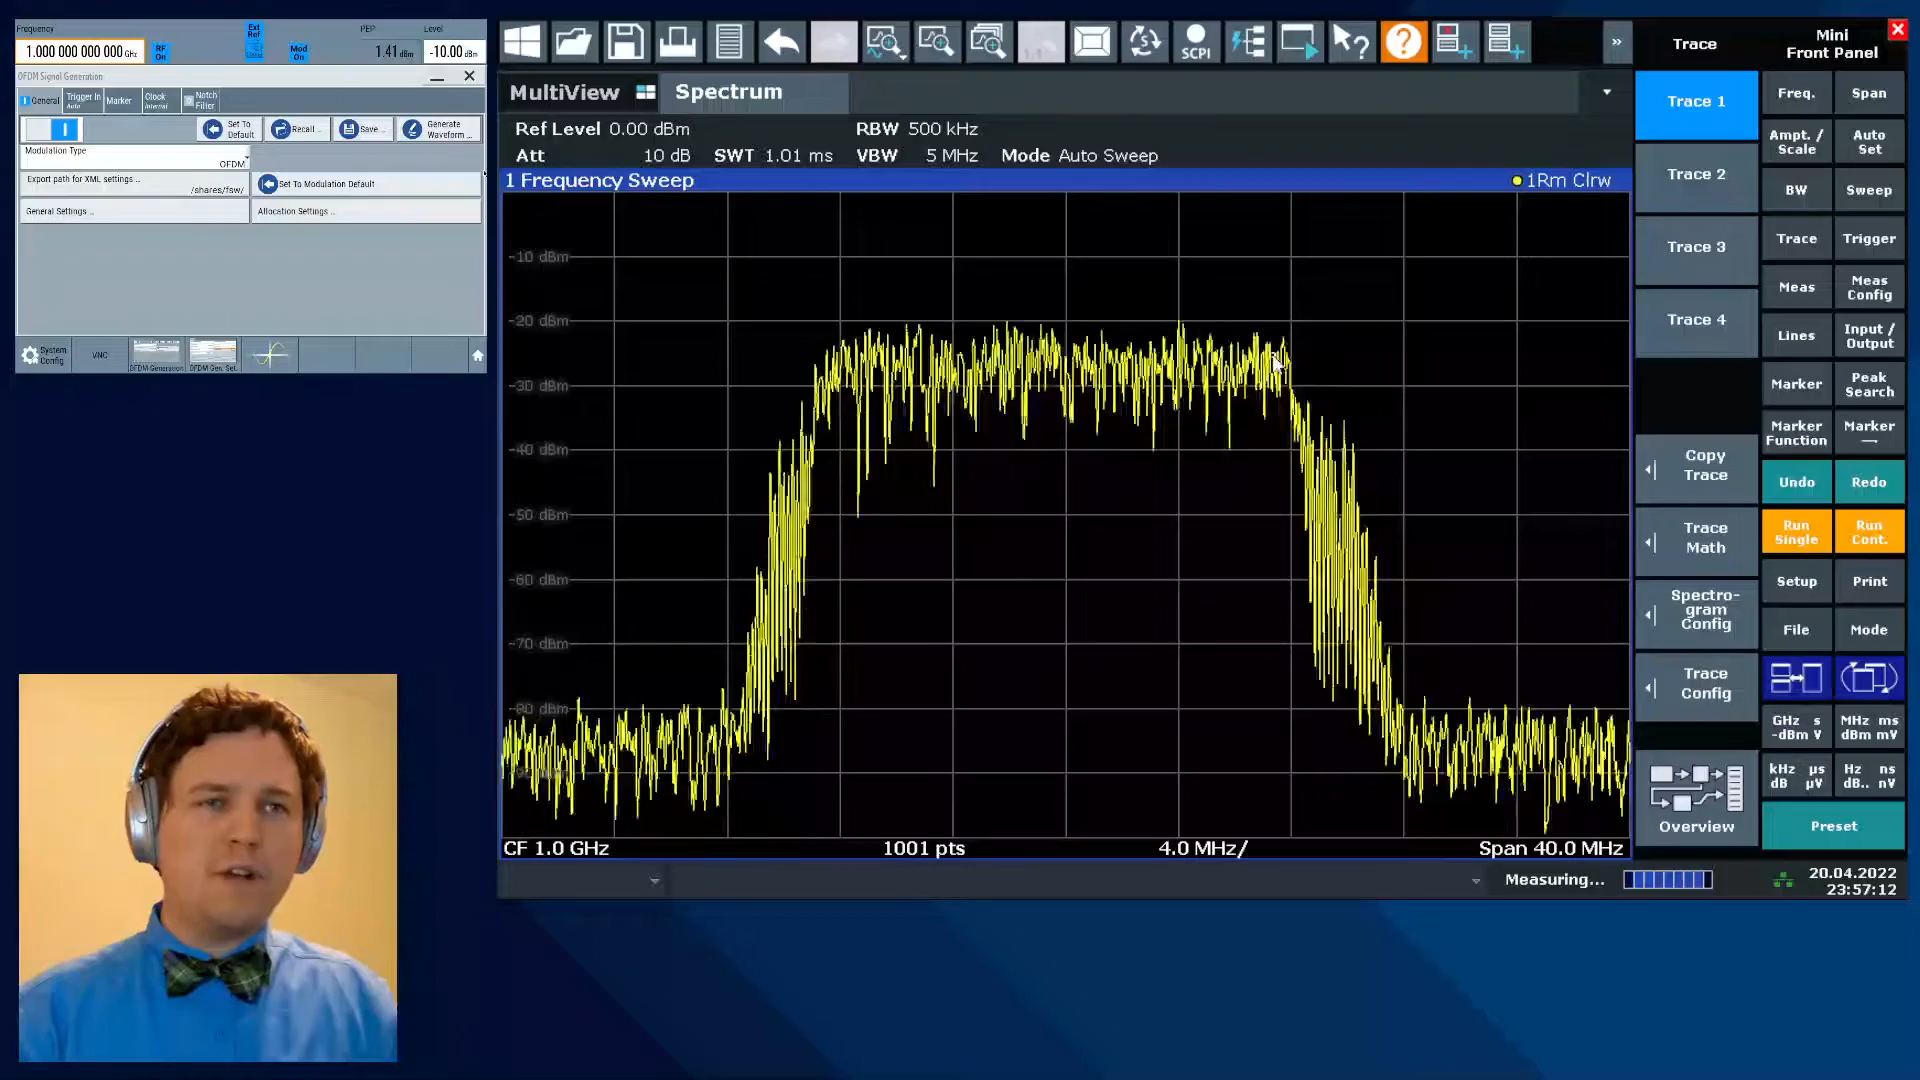 Frequency
PEP
Level
1.000 000 000 000 GHz
RF
On
Ext
Ref
Mod
On
1.41 dBm
-10.00 dBm
OFDM Signal Generation
General
Trigger In
Auto
Marker
Clock
Internal
Notch
Filter
Set To
Default
Recall...
Save...
Generate
Waveform ...
Modulation Type
OFDM
Export path for XML settings ...
/shares/fsw/
Set To Modulation Default
General Settings ...
Allocation Settings ...
System
Config
VNC
OFDM Generation
OFDM Gen. Set.
SCPI
»
MultiView
Spectrum
Ref Level 0.00 dBm
RBW 500 kHz
Att 10 dB SWT 1.01 ms VBW 5 MHz Mode Auto Sweep
1 Frequency Sweep
1Rm Clrw
-10 dBm
-20 dBm
-30 dBm
-40 dBm
-50 dBm
-60 dBm
-70 dBm
-80 dBm
CF 1.0 GHz
1001 pts
4.0 MHz/
Span 40.0 MHz
Measuring...
20.04.2022
23:57:12
Trace
Trace 1
Trace 2
Trace 3
Trace 4
Copy
Trace
Trace
Math
Spectro-
gram
Config
Trace
Config
Overview
Mini
Front Panel
Freq.
Span
Ampt. /
Scale
Auto
Set
BW
Sweep
Trace
Trigger
Meas
Meas
Config
Lines
Input /
Output
Marker
Peak
Search
Marker
Function
Marker
→
Undo
Redo
Run
Single
Run
Cont.
Setup
Print
File
Mode
GHz s
-dBm V
MHz ms
dBm mV
kHz µs
dB µV
Hz ns
dB.. nV
Preset